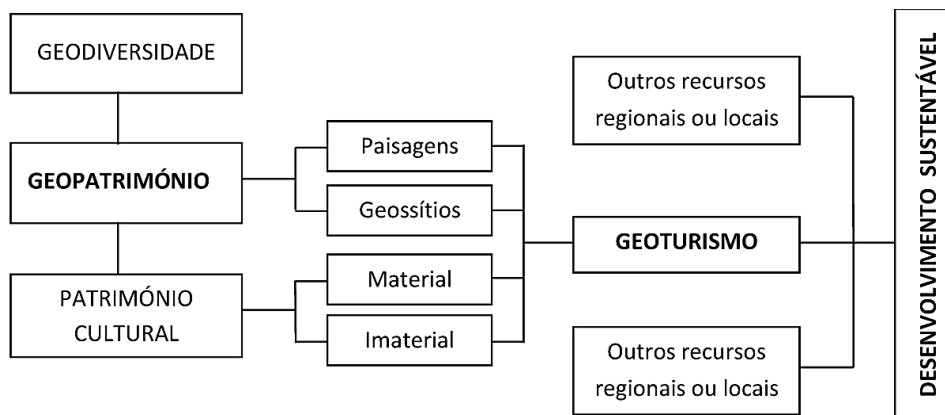 GEODIVERSIDADE
GEOPATRIMÓNIO
PATRIMÓNIO
CULTURAL
Paisagens
Geossítios
Material
Imaterial
Outros recursos
regionais ou locais
GEOTURISMO
Outros recursos
regionais ou locais
DESENVOLVIMENTO SUSTENTÁVEL